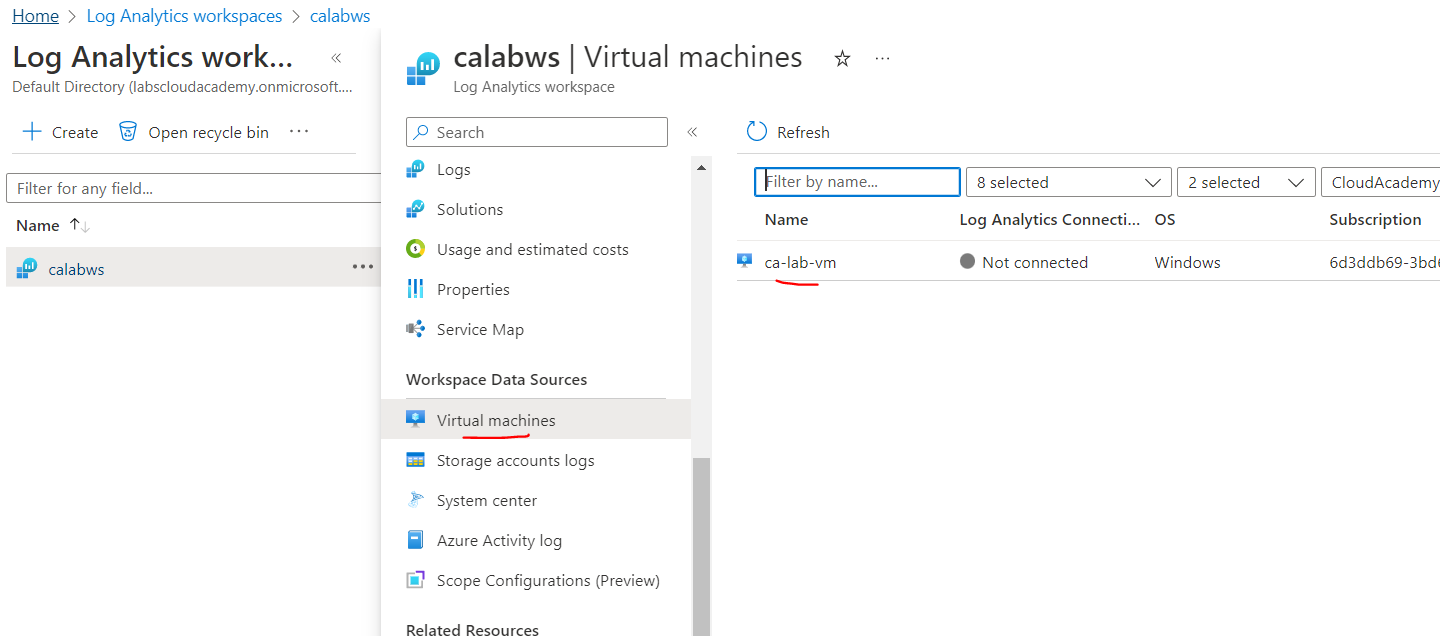 Home > Log Analytics workspaces > calabws
Log Analytics work...
Default Directory (labscloudacademy.onmicrosoft....
Create
Open recycle bin
Filter for any field...
Name
calabws
calabws | Virtual machines
Log Analytics workspace
Search
Logs
Solutions
Usage and estimated costs
Properties
Service Map
Workspace Data Sources
Virtual machines
Storage accounts logs
System center
Azure Activity log
Scope Configurations (Preview)
Related Resources
Refresh
Filter by name... 8 selected 2 selected CloudAcademy
Name Log Analytics Connecti... OS Subscription
ca-lab-vm Not connected Windows 6d3ddb69-3bd